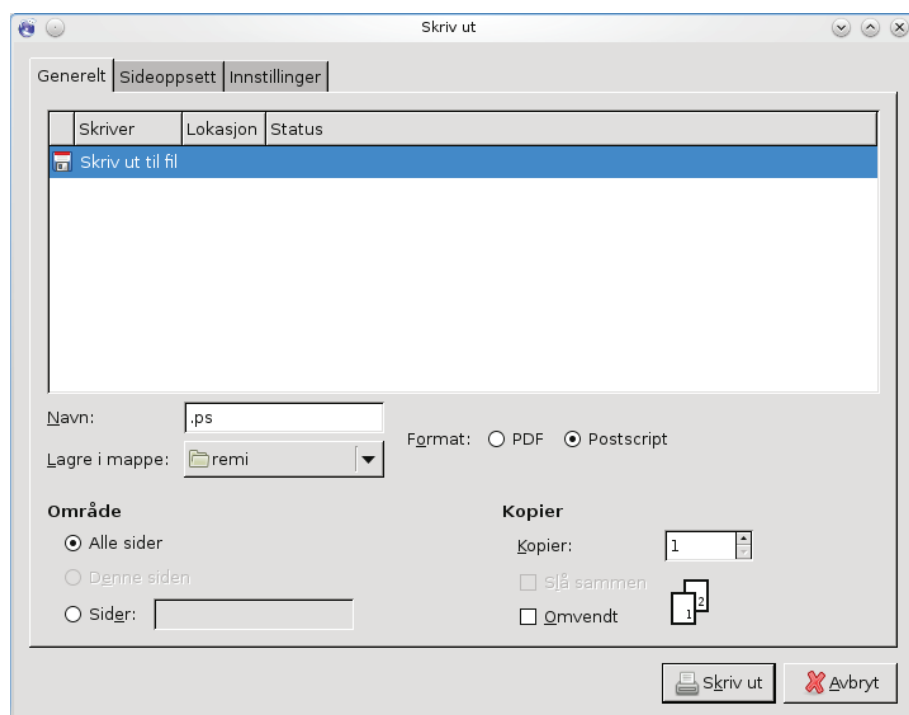 Skriv ut
Generelt Sideoppsett Innstillinger
Skriver Lokasjon Status
Skriv ut til fil
Navn: .ps
Format: PDF Postscript
Lagre i mappe: remi
Område Kopier
Alle sider Kopier: 1
Denne siden Slå sammen
Sider: Omvendt
1 2
Skriv ut Avbryt